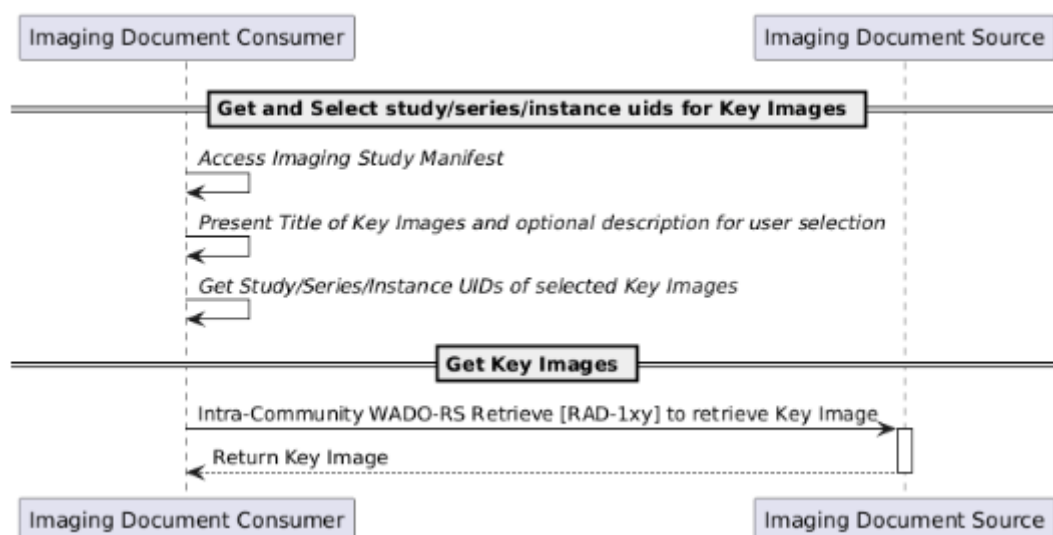 Imaging Document Consumer
Imaging Document Source
Get and Select study/series/instance uids for Key Images
Access Imaging Study Manifest
Present Title of Key Images and optional description for user selection
Get Study/Series/Instance UIDs of selected Key Images
Get Key Images
Intra-Community WADO-RS Retrieve [RAD-1xy] to retrieve Key Image
Return Key Image
Imaging Document Consumer
Imaging Document Source